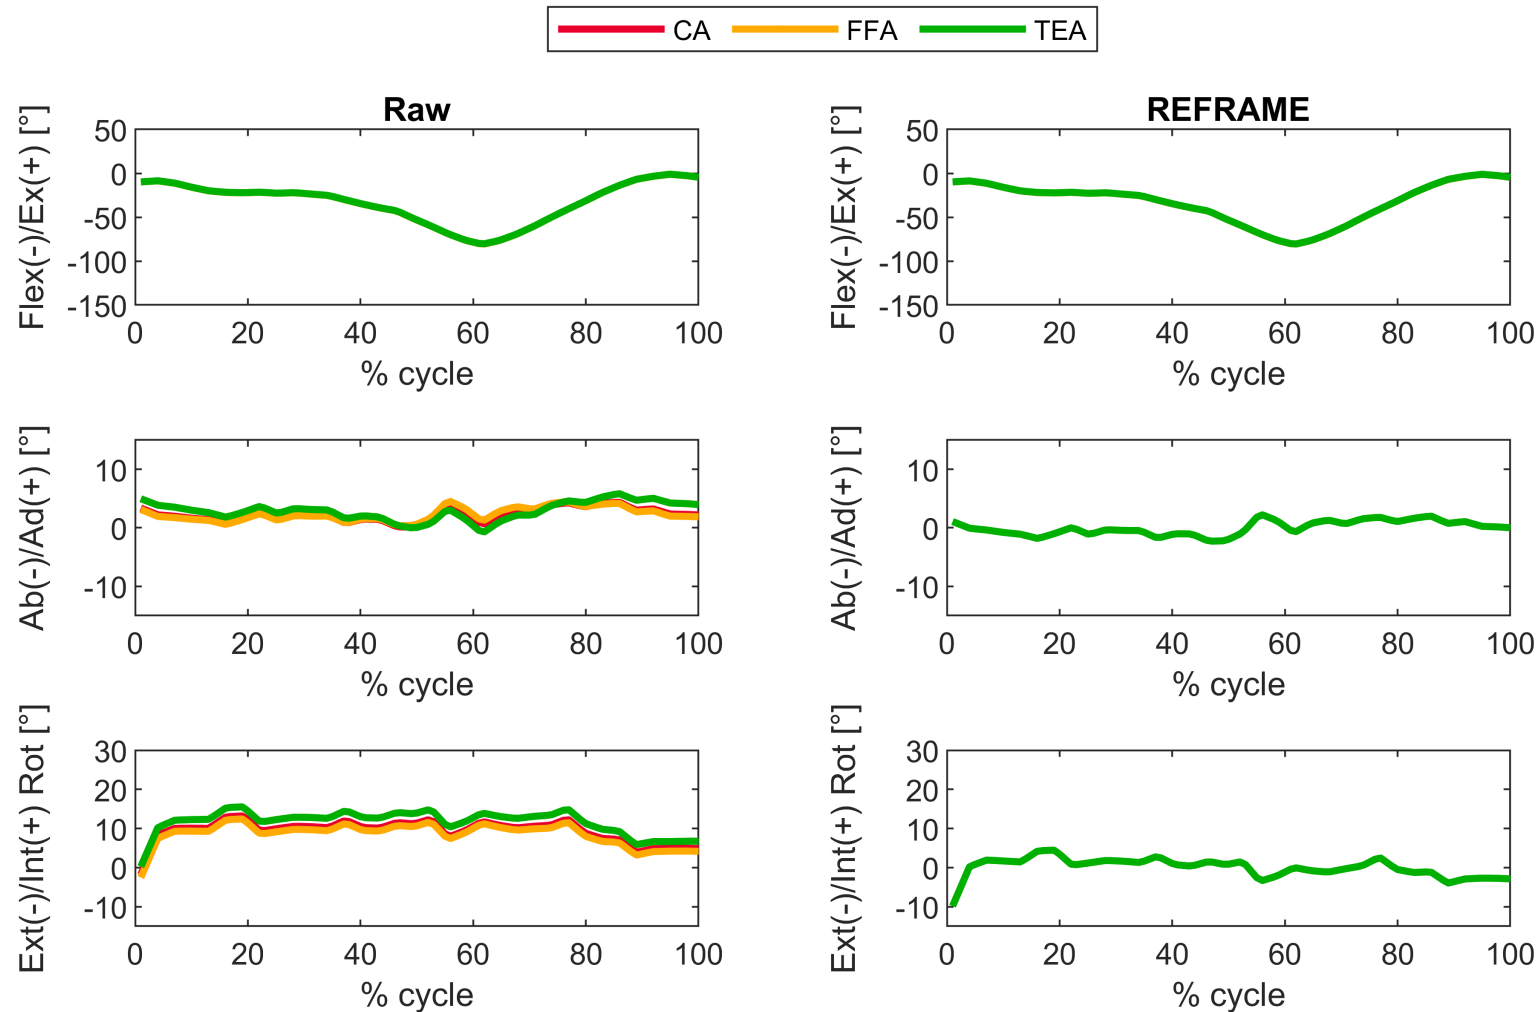 CA FFA TEA
Raw
Flex(-)/Ex(+) [°]
50
0
-50
-100
-150
0 20 40 60 80 100
% cycle
REFRAME
Flex(-)/Ex(+) [°]
50
0
-50
-100
-150
0 20 40 60 80 100
% cycle
Ab(-)/Ad(+) [°]
10
0
-10
0 20 40 60 80 100
% cycle
Ab(-)/Ad(+) [°]
10
0
-10
0 20 40 60 80 100
% cycle
Ext(-)/Int(+) Rot [°]
30
20
10
0
-10
0 20 40 60 80 100
% cycle
Ext(-)/Int(+) Rot [°]
30
20
10
0
-10
0 20 40 60 80 100
% cycle